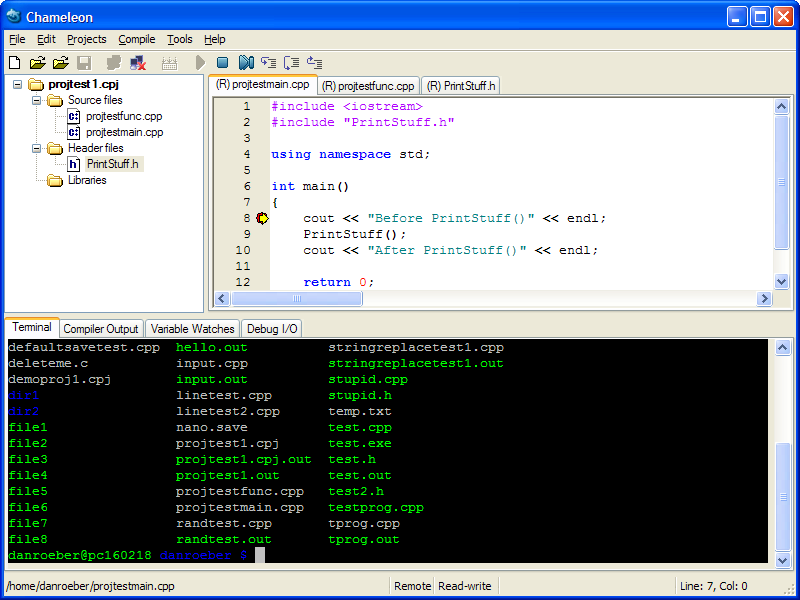 Chameleon
File Edit Projects Compile Tools Help
projtest1.cpj
Source files
projtestfunc.cpp
projtestmain.cpp
Header files
PrintStuff.h
Libraries
(R) projtestmain.cpp (R) projtestfunc.cpp (R) PrintStuff.h
1 #include <iostream>
2 #include "PrintStuff.h"
3
4 using namespace std;
5
6 int main()
7 {
8 cout << "Before PrintStuff()" << endl;
9 PrintStuff();
10 cout << "After PrintStuff()" << endl;
11
12 return 0;
Terminal Compiler Output Variable Watches Debug I/O
defaultsavetest.cpp hello.out stringreplacetest1.cpp
deleteme.c input.cpp stringreplacetest1.out
demoproj1.cpj input.out stupid.cpp
dir1 linetest.cpp stupid.h
dir2 linetest2.cpp temp.txt
file1 nano.save test.cpp
file2 projtest1.cpj test.exe
file3 projtest1.cpj.out test.h
file4 projtest1.out test.out
file5 projtestfunc.cpp test2.h
file6 projtestmain.cpp testprog.cpp
file7 randtest.cpp tprog.cpp
file8 randtest.out tprog.out
danroeber@pc160218 danroeber $
/home/danroeber/projtestmain.cpp Remote Read-write Line: 7, Col: 0